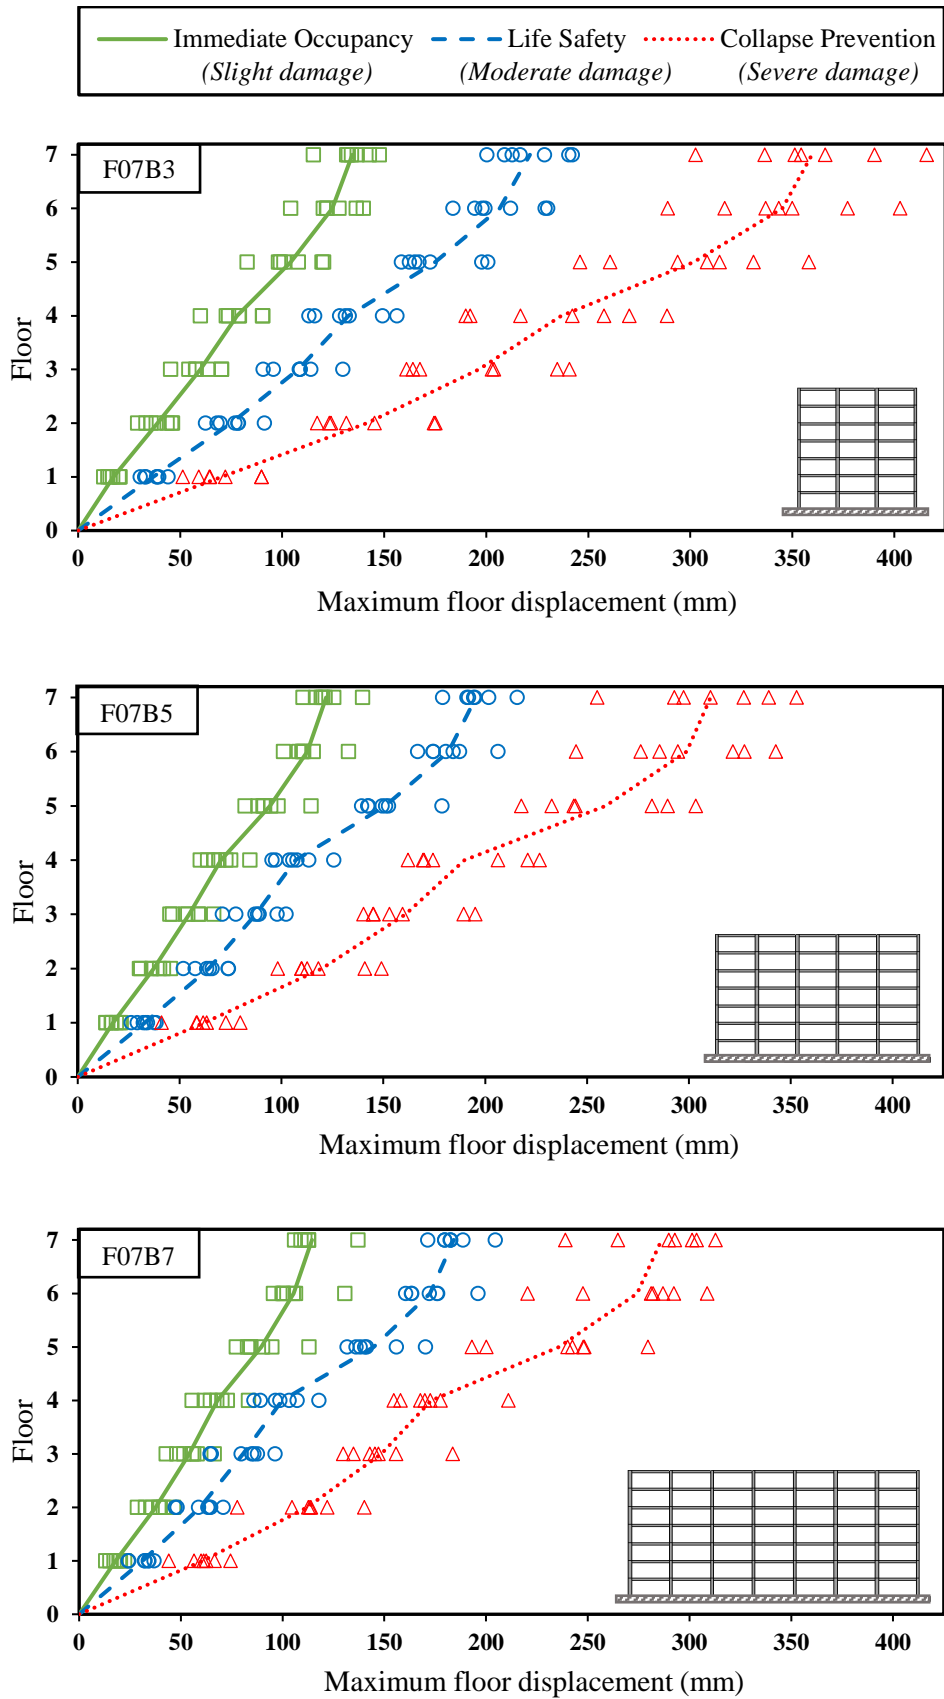 Immediate Occupancy Life Safety Collapse Prevention
(Slight damage) (Moderate damage) (Severe damage)
F07B3
7
6
5
4
3
2
1
0
Floor
0 50 100 150 200 250 300 350 400
Maximum floor displacement (mm)
F07B5
7
6
5
4
3
2
1
0
Floor
0 50 100 150 200 250 300 350 400
Maximum floor displacement (mm)
F07B7
7
6
5
4
3
2
1
0
Floor
0 50 100 150 200 250 300 350 400
Maximum floor displacement (mm)